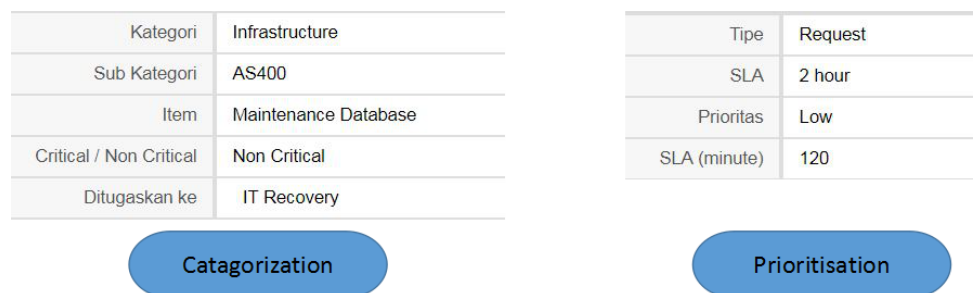 Kategori Infrastructure
Sub Kategori AS400
Item Maintenance Database
Critical / Non Critical Non Critical
Ditugaskan ke IT Recovery
Catagorization
Tipe Request
SLA 2 hour
Prioritas Low
SLA (minute) 120
Prioritisation